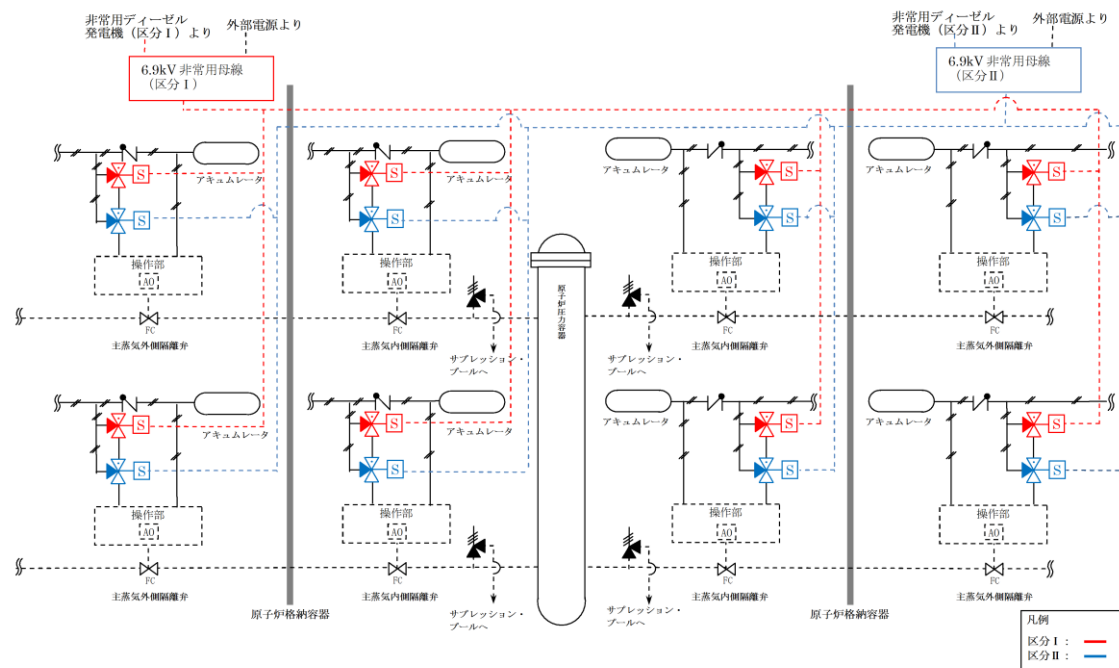 非常用ディーゼル
発電機（区分Ⅰ）より
外部電源より
6.9kV 非常用母線
（区分Ⅰ）
非常用ディーゼル
発電機（区分Ⅱ）より
外部電源より
6.9kV 非常用母線
（区分Ⅱ）
アキュムレータ
アキュムレータ
アキュムレータ
アキュムレータ
S
S
S
S
S
S
S
S
操作部
AO
操作部
AO
操作部
AO
操作部
AO
原子炉圧力容器
FC
FC
FC
FC
主蒸気外側隔離弁
主蒸気内側隔離弁
サプレッション・
プールへ
サプレッション・
プールへ
主蒸気内側隔離弁
主蒸気外側隔離弁
アキュムレータ
アキュムレータ
アキュムレータ
アキュムレータ
S
S
S
S
S
S
S
S
操作部
AO
操作部
AO
操作部
AO
操作部
AO
FC
FC
FC
FC
主蒸気外側隔離弁
主蒸気内側隔離弁
サプレッション・
プールへ
サプレッション・
プールへ
主蒸気内側隔離弁
主蒸気外側隔離弁
原子炉格納容器
原子炉格納容器
凡例
区分Ⅰ：
区分Ⅱ：